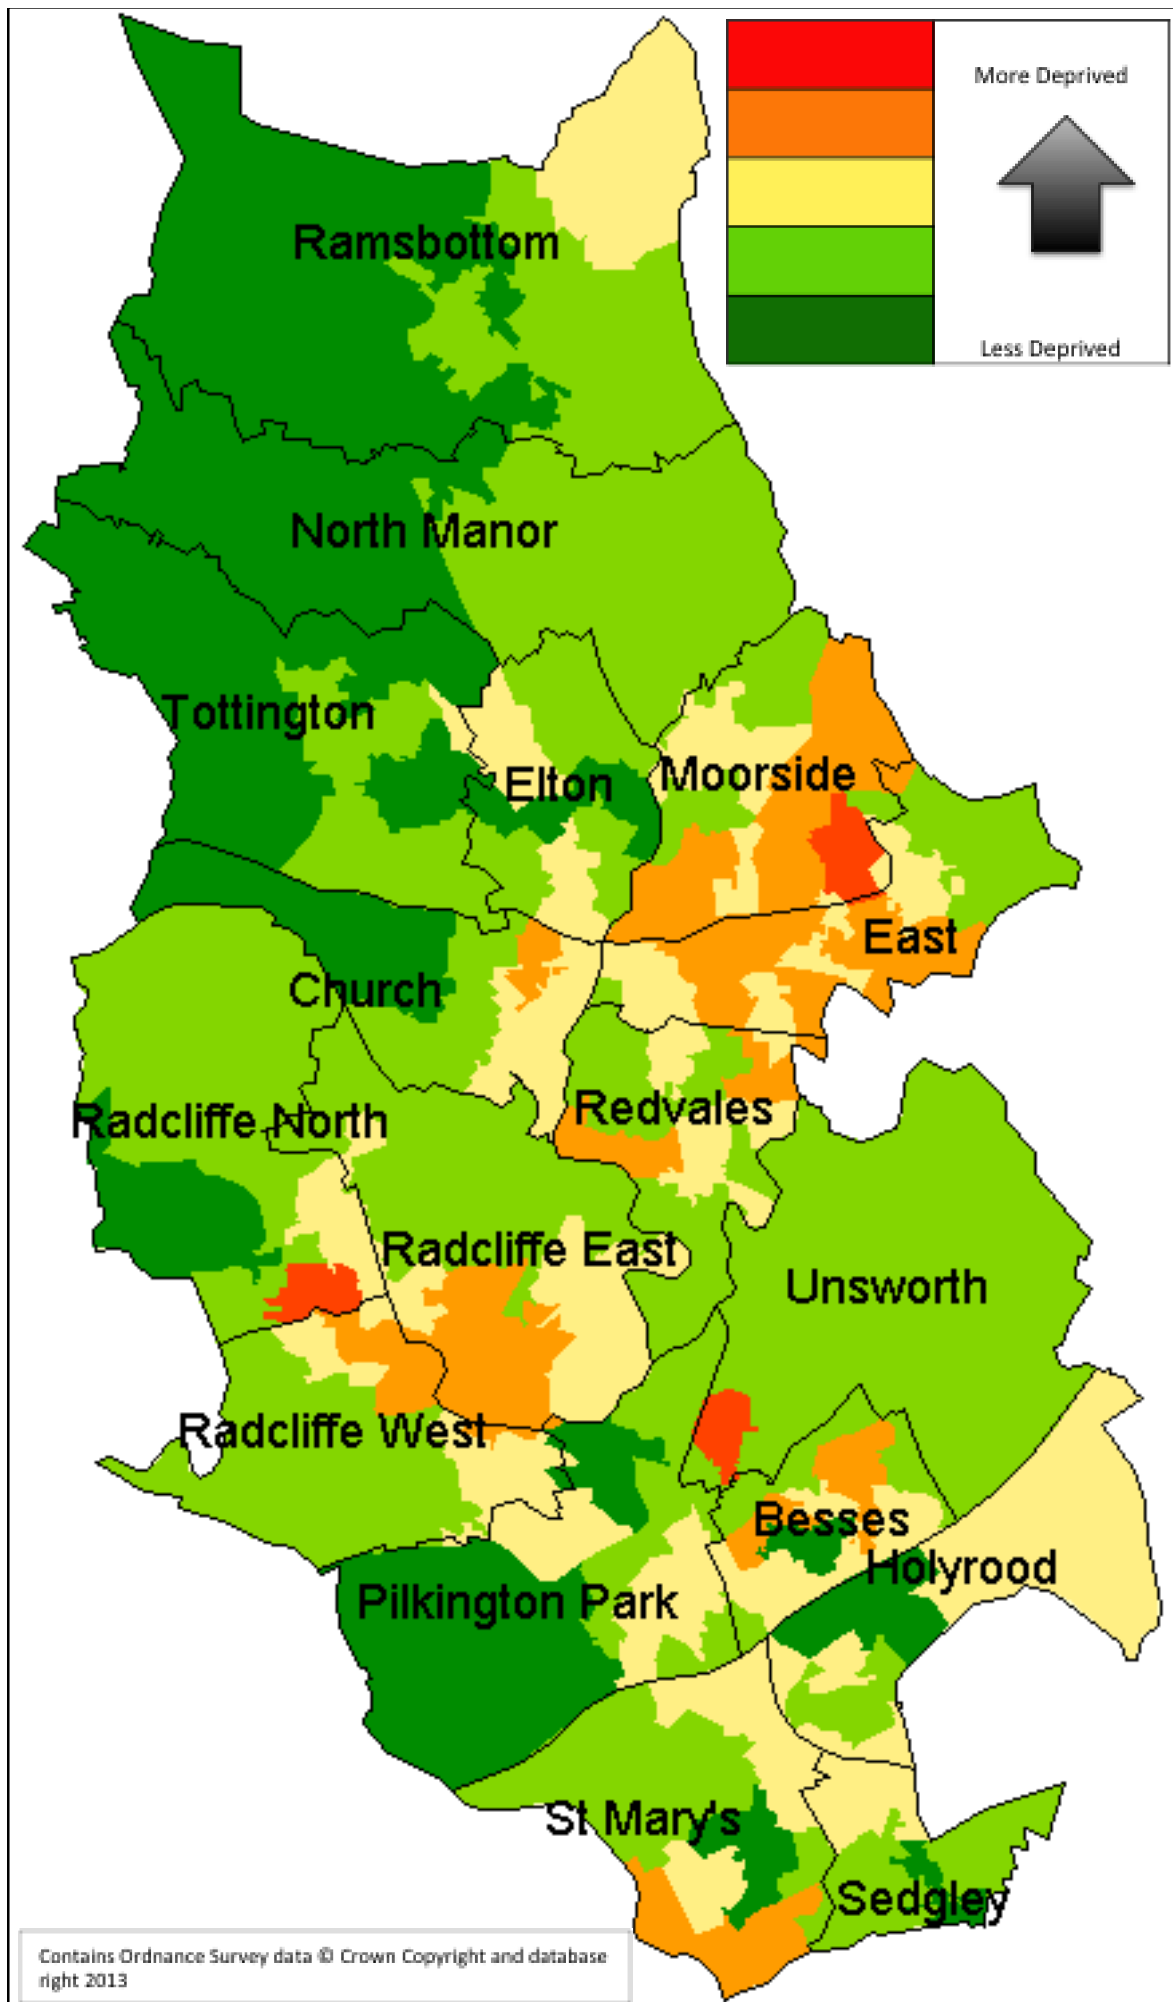 More Deprived
Less Deprived
Ramsbottom
North Manor
Tottington
Elton
Moorside
East
Church
Radcliffe North
Redvales
Radcliffe East
Unsworth
Radcliffe West
Besses
Holyrood
Pilkington Park
St Mary's
Sedgley
Contains Ordnance Survey data © Crown Copyright and database
right 2013